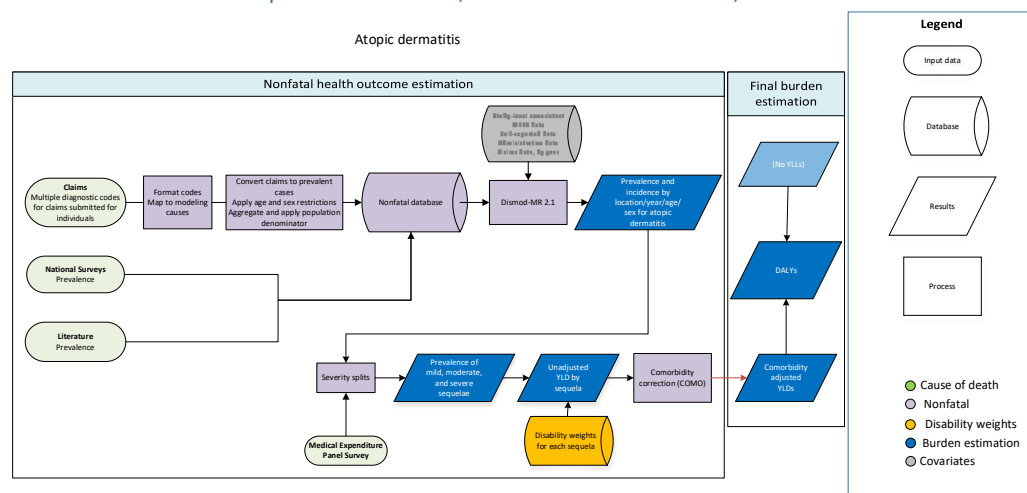 Atopic dermatitis
Nonfatal health outcome estimation
Claims
Multiple diagnostic codes
for claims submitted for
individuals
Format codes
Map to modeling
causes
Convert claims to prevalent
cases
Apply age and sex restrictions
Aggregate and apply population
denominator
Nonfatal database
Dismod-MR 2.1
Prevalence and
incidence by
location/year/age/
sex for atopic
dermatitis
National Surveys
Prevalence
Literature
Prevalence
Severity splits
Medical Expenditure
Panel Survey
Prevalence of
mild, moderate,
and severe
sequelae
Unadjusted
YLD by
sequela
Disability weights
for each sequela
Comorbidity
correction (COMO)
Final burden
estimation
(No YLLs)
DALYs
Comorbidity
adjusted
YLDs
Legend
Input data
Database
Results
Process
Cause of death
Nonfatal
Disability weights
Burden estimation
Covariates